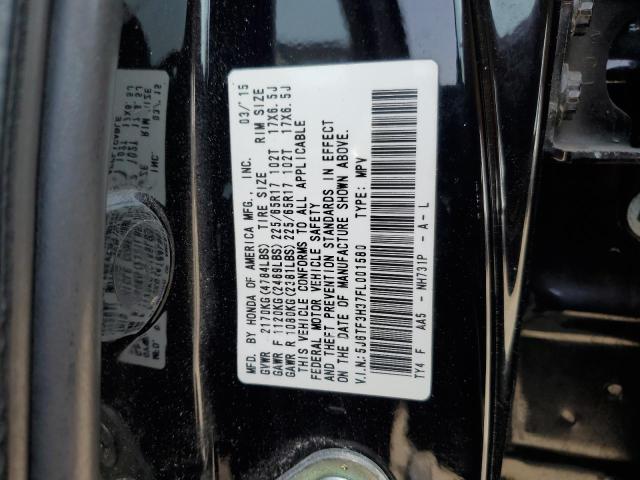 MFD. BY HONDA OF AMERICA MFG., INC. 03/'15
GVWR 2170KG(4784LBS) TIRE SIZE RIM SIZE
GAWR F 1120KG(2469LBS) 225/65R17 102T 17X6.5J
GAWR R 1080KG(2381LBS) 225/65R17 102T 17X6.5J
THIS VEHICLE CONFORMS TO ALL APPLICABLE
FEDERAL MOTOR VEHICLE SAFETY
AND THEFT PREVENTION STANDARDS IN EFFECT
ON THE DATE OF MANUFACTURE SHOWN ABOVE.
V.I.N.: 5J6TF3H37FL001580 TYPE: MPV
TY4 F AA5 - NH731P - A - L